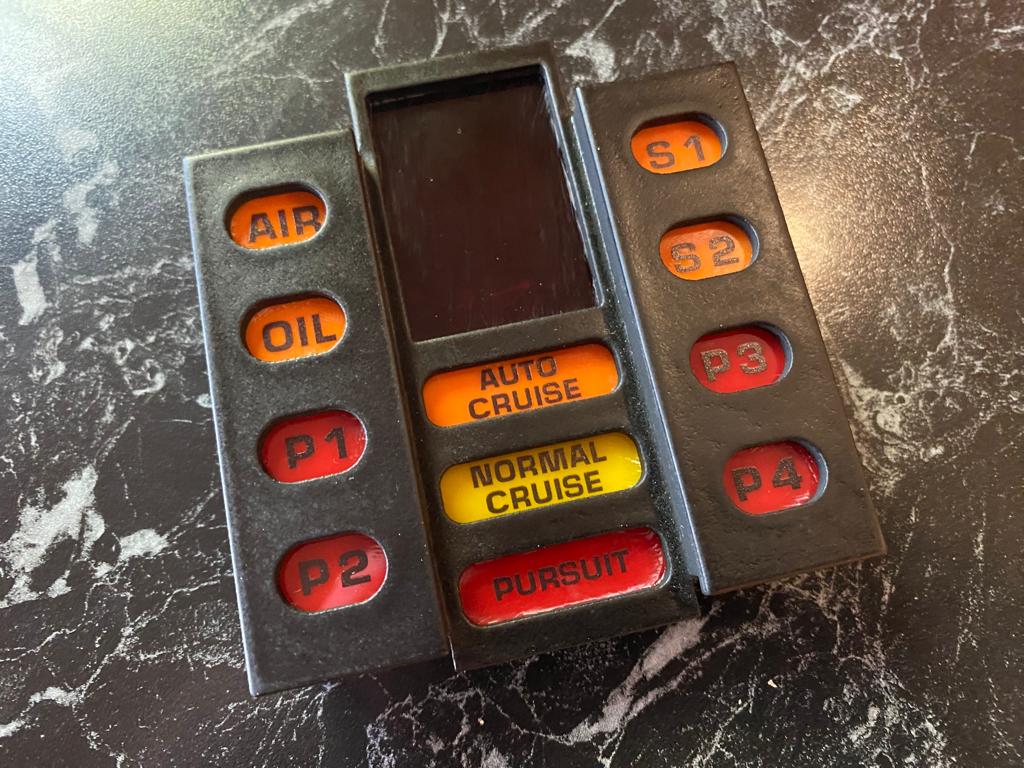 AIR
OIL
P1
P2
AUTO
CRUISE
NORMAL
CRUISE
PURSUIT
S1
S2
P3
P4